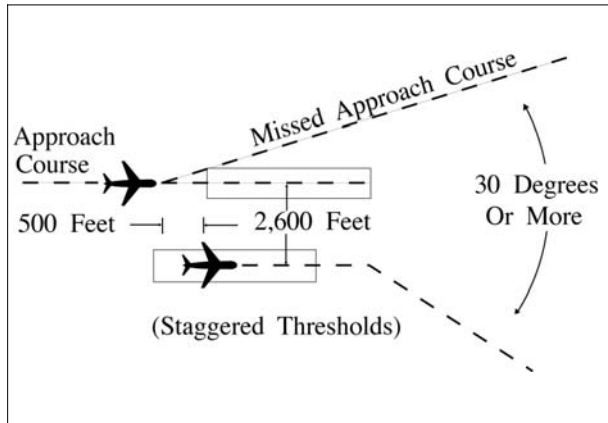 Missed Approach Course
Approach
Course
30 Degrees
Or More
500 Feet
2,600 Feet
(Staggered Thresholds)